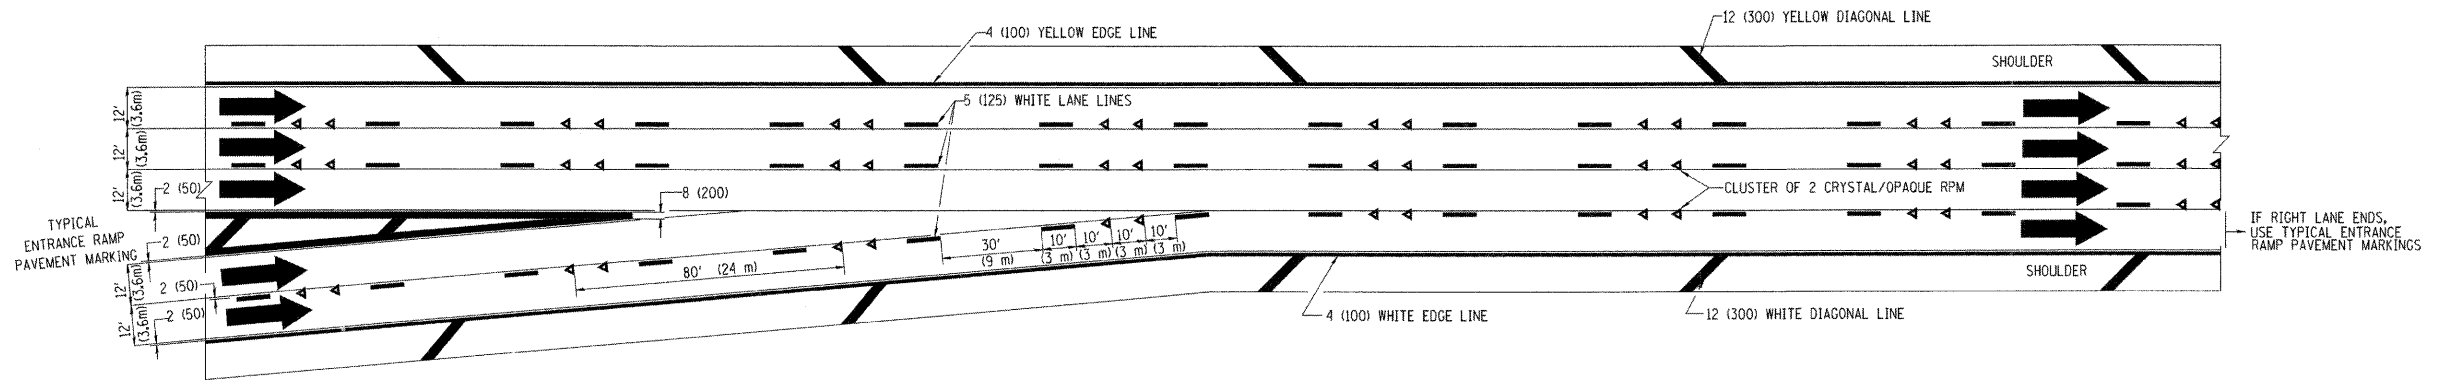 12 (300) YELLOW DIAGONAL LINE
4 (100) YELLOW EDGE LINE
SHOULDER
12'
(3.6m)
5 (125) WHITE LANE LINES
12'
(3.6m)
12'
(3.6m)
2 (50)
8 (200)
CLUSTER OF 2 CRYSTAL/OPAQUE RPM
TYPICAL
ENTRANCE RAMP
PAVEMENT MARKING
2 (50)
IF RIGHT LANE ENDS,
USE TYPICAL ENTRANCE
RAMP PAVEMENT MARKINGS
30'
(9 m)
10'
(3 m)
10'
(3 m)
10'
(3 m)
10'
(3 m)
80' (24 m)
12'
(3.6m)
2 (50)
SHOULDER
12'
(3.6m)
2 (50)
4 (100) WHITE EDGE LINE
12 (300) WHITE DIAGONAL LINE